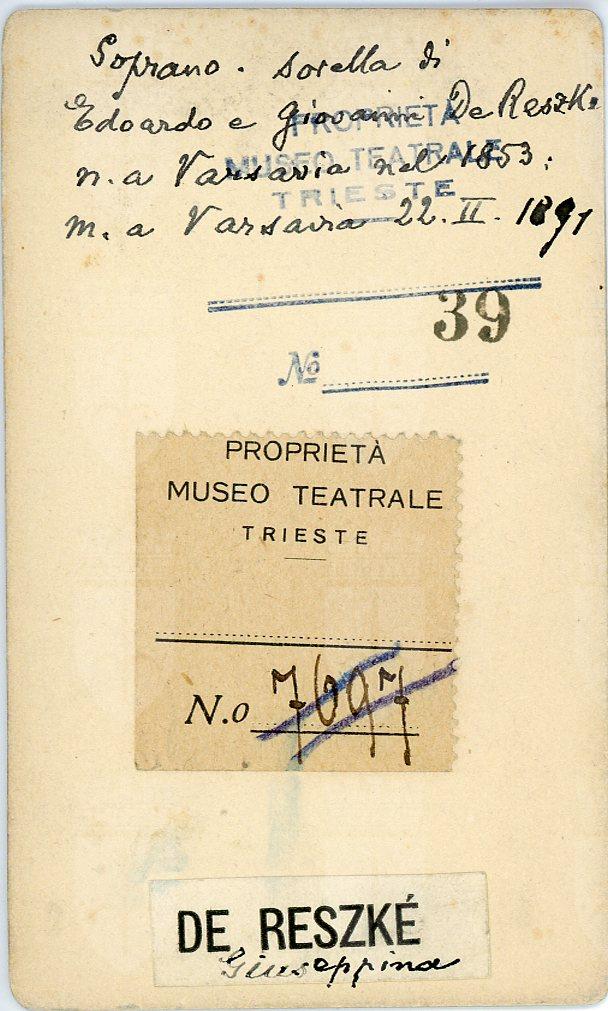 Soprano. sorella di
Edoardo e Giovanni De Reszke
n. a Varsavia nel 1853.
m. a Varsavia 22. II. 1891
PROPRIETÀ
MUSEO TEATRALE
TRIESTE
39
No
PROPRIETÀ
MUSEO TEATRALE
TRIESTE
N.o 7697
DE RESZKÉ
Giuseppina